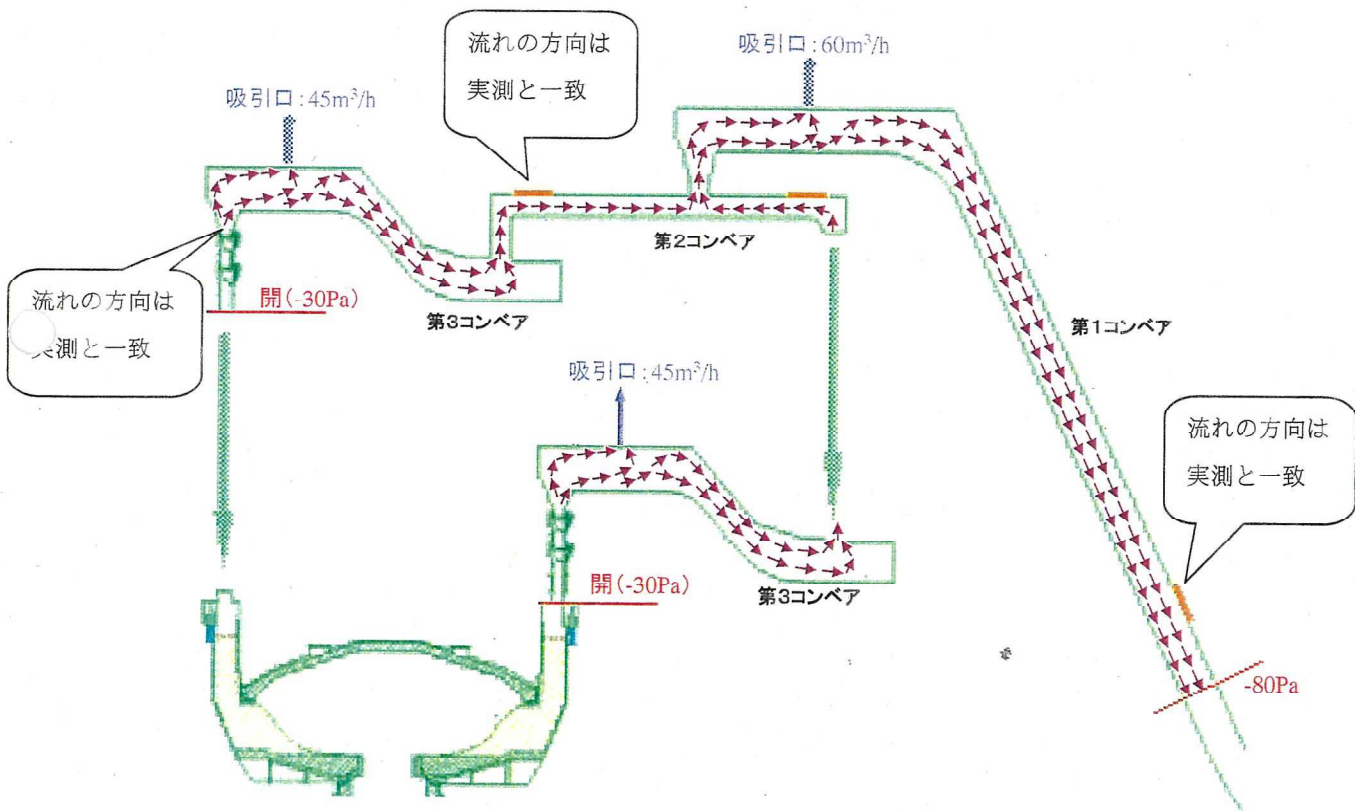 流れの方向は
実測と一致
吸引口:60m³/h
吸引口:45m³/h
第2コンベア
流れの方向は
実測と一致
開(-30Pa)
第3コンベア
第1コンベア
吸引口:45m³/h
流れの方向は
実測と一致
開(-30Pa)
第3コンベア
-80Pa